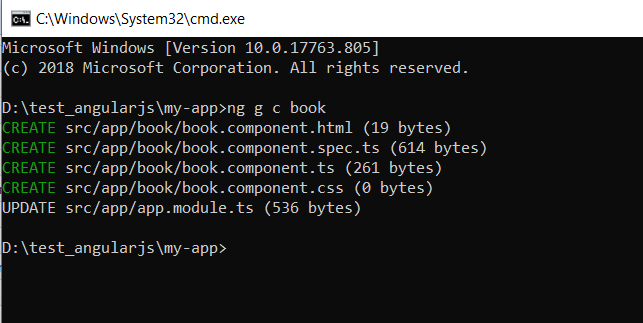 C:\Windows\System32\cmd.exe
Microsoft Windows [Version 10.0.17763.805]
(c) 2018 Microsoft Corporation. All rights reserved.
D:\test_angularjs\my-app>ng g c book
CREATE src/app/book/book.component.html (19 bytes)
CREATE src/app/book/book.component.spec.ts (614 bytes)
CREATE src/app/book/book.component.ts (261 bytes)
CREATE src/app/book/book.component.css (0 bytes)
UPDATE src/app/app.module.ts (536 bytes)
D:\test_angularjs\my-app>